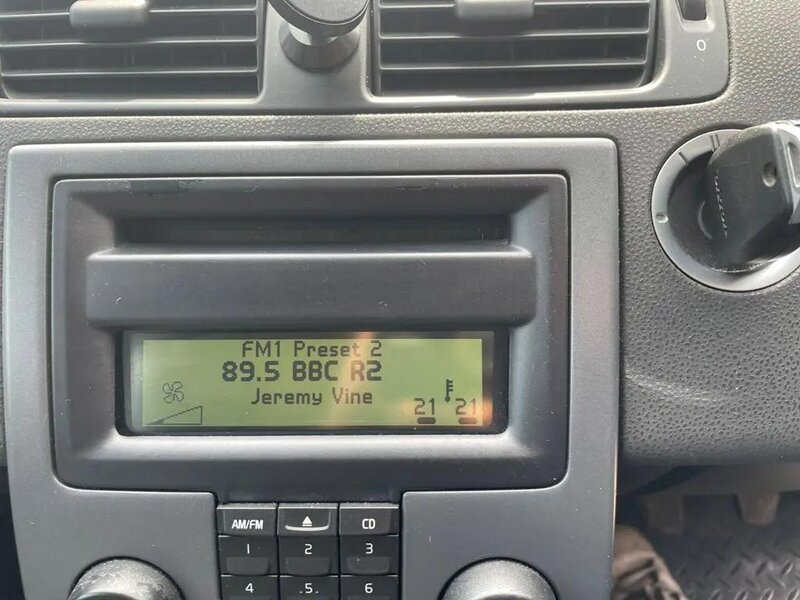 0
FM1 Preset 2
89.5 BBC R2
Jeremy Vine
21 21
AM/FM CD
1 2 3
4 .5. 6